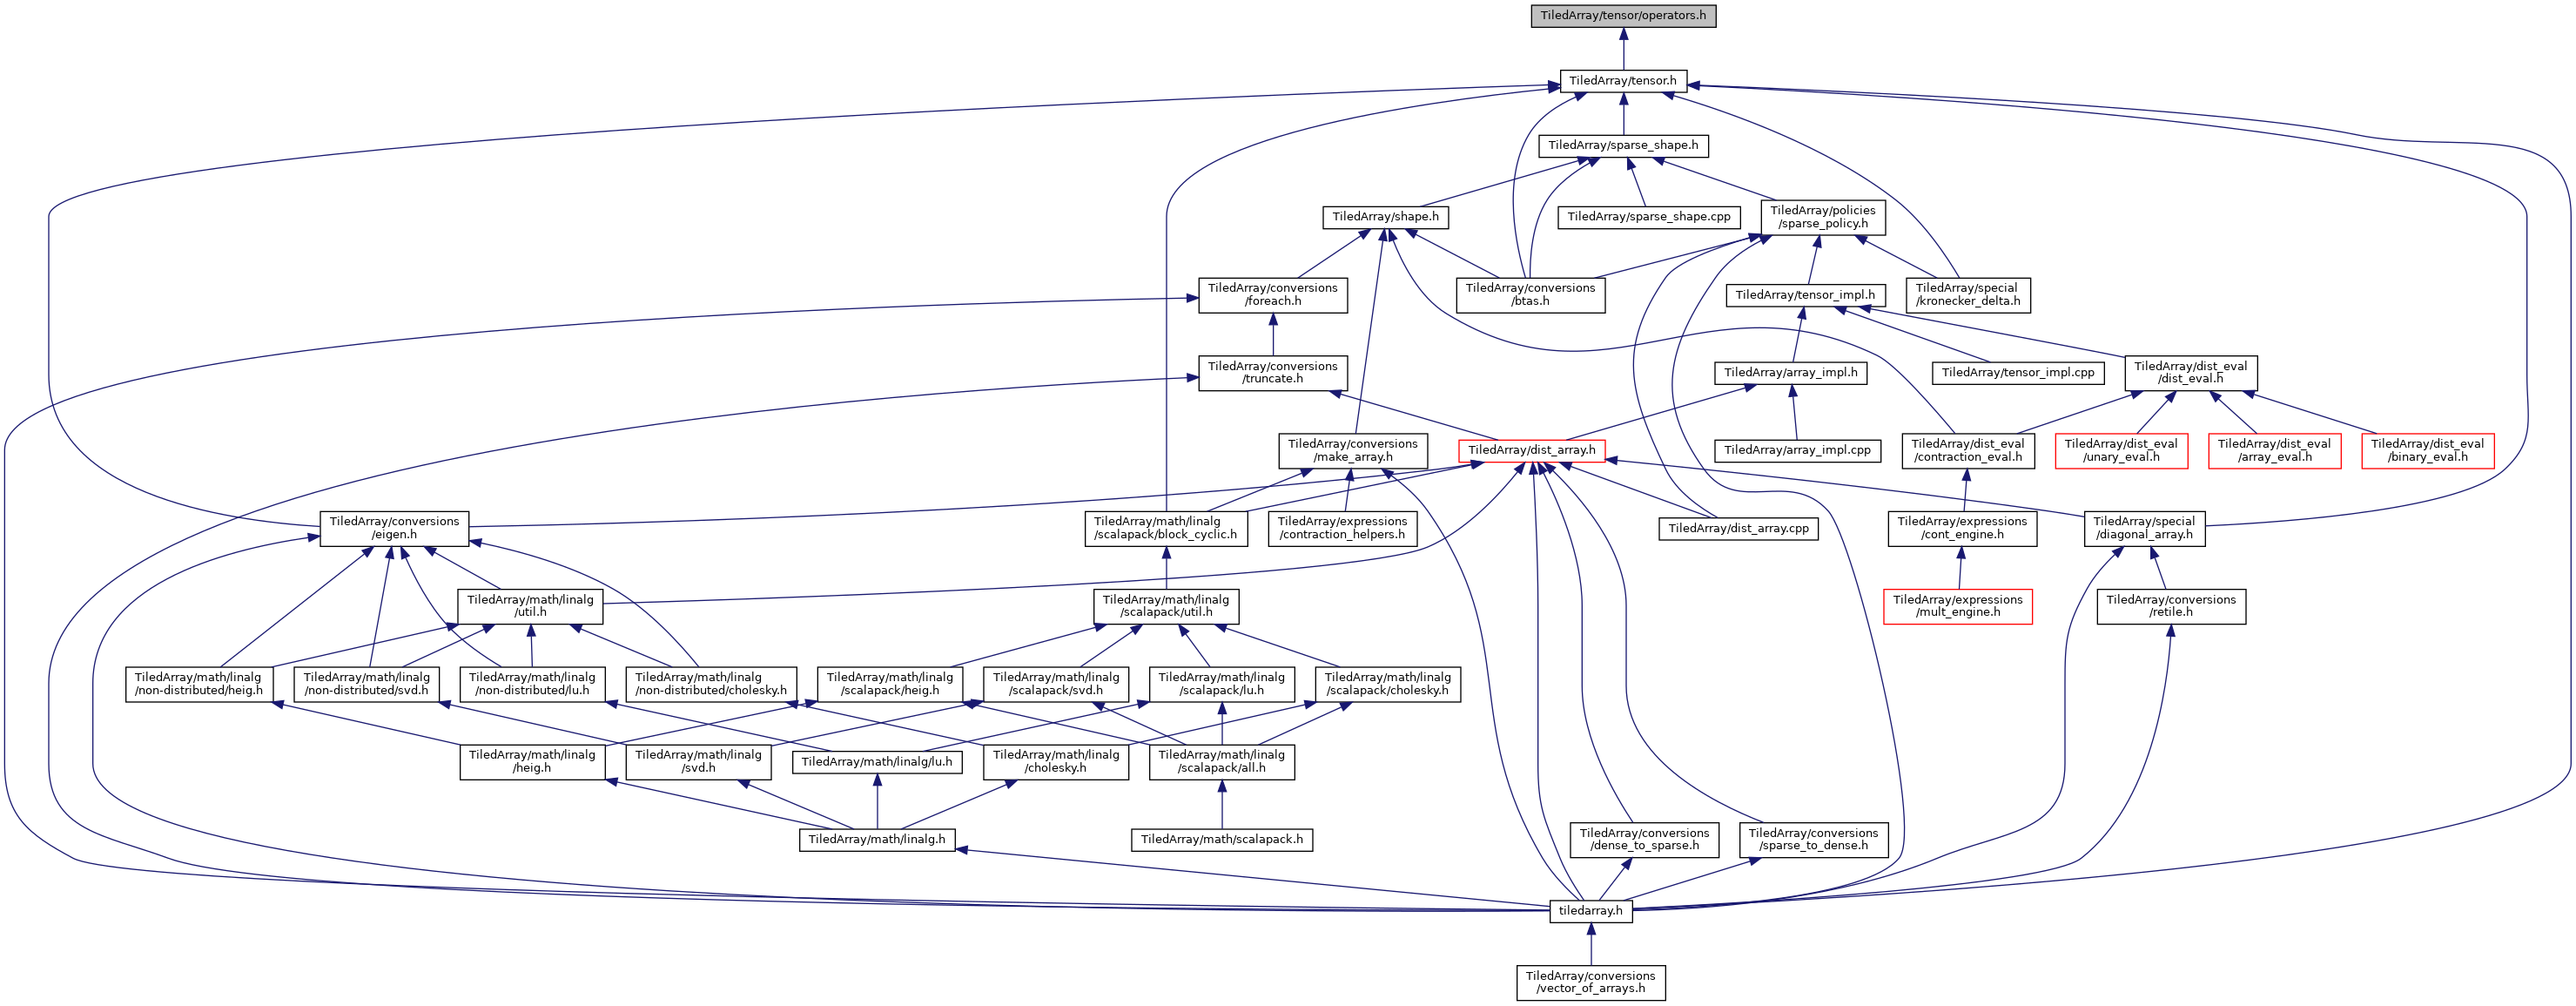 TiledArray/tensor/operators.h
TiledArray/tensor.h
TiledArray/sparse_shape.h
TiledArray/shape.h
TiledArray/sparse_shape.cpp
TiledArray/policies
/sparse_policy.h
TiledArray/conversions
/foreach.h
TiledArray/conversions
/btas.h
TiledArray/tensor_impl.h
TiledArray/special
/kronecker_delta.h
TiledArray/conversions
/truncate.h
TiledArray/array_impl.h
TiledArray/tensor_impl.cpp
TiledArray/dist_eval
/dist_eval.h
TiledArray/conversions
/make_array.h
TiledArray/dist_array.h
TiledArray/array_impl.cpp
TiledArray/dist_eval
/contraction_eval.h
TiledArray/dist_eval
/unary_eval.h
TiledArray/dist_eval
/array_eval.h
TiledArray/dist_eval
/binary_eval.h
TiledArray/conversions
/eigen.h
TiledArray/math/linalg
/scalapack/block_cyclic.h
TiledArray/expressions
/contraction_helpers.h
TiledArray/dist_array.cpp
TiledArray/expressions
/cont_engine.h
TiledArray/special
/diagonal_array.h
TiledArray/math/linalg
/util.h
TiledArray/math/linalg
/scalapack/util.h
TiledArray/expressions
/mult_engine.h
TiledArray/conversions
/retile.h
TiledArray/math/linalg
/non-distributed/heig.h
TiledArray/math/linalg
/non-distributed/svd.h
TiledArray/math/linalg
/non-distributed/lu.h
TiledArray/math/linalg
/non-distributed/cholesky.h
TiledArray/math/linalg
/scalapack/heig.h
TiledArray/math/linalg
/scalapack/svd.h
TiledArray/math/linalg
/scalapack/lu.h
TiledArray/math/linalg
/scalapack/cholesky.h
TiledArray/math/linalg
/heig.h
TiledArray/math/linalg
/svd.h
TiledArray/math/linalg/lu.h
TiledArray/math/linalg
/cholesky.h
TiledArray/math/linalg
/scalapack/all.h
TiledArray/math/linalg.h
TiledArray/math/scalapack.h
TiledArray/conversions
/dense_to_sparse.h
TiledArray/conversions
/sparse_to_dense.h
tiledarray.h
TiledArray/conversions
/vector_of_arrays.h